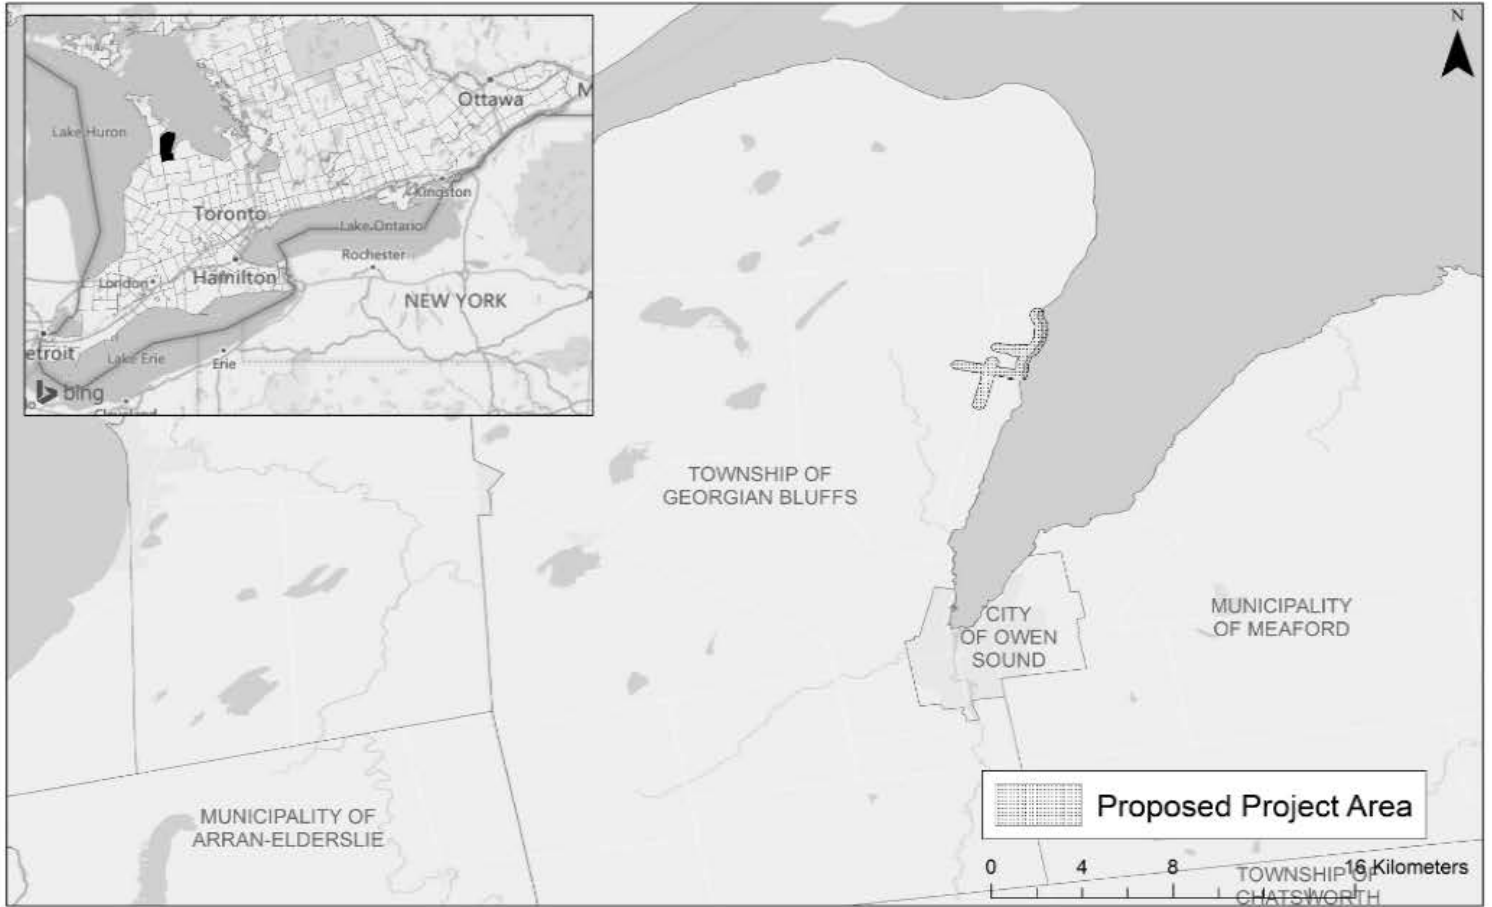 N
Ottawa
M
Lake Huron
Kingston
Toronto
Lake Ontario
Rochester
Hamilton
London
NEW YORK
etroit
Lake Erie
Erie
bing
Cleveland
TOWNSHIP OF
GEORGIAN BLUFFS
CITY
OF OWEN
SOUND
MUNICIPALITY
OF MEAFORD
MUNICIPALITY OF
ARRAN-ELDERSLIE
Proposed Project Area
0 4 8 16 Kilometers
TOWNSHIP OF
CHATSWORTH